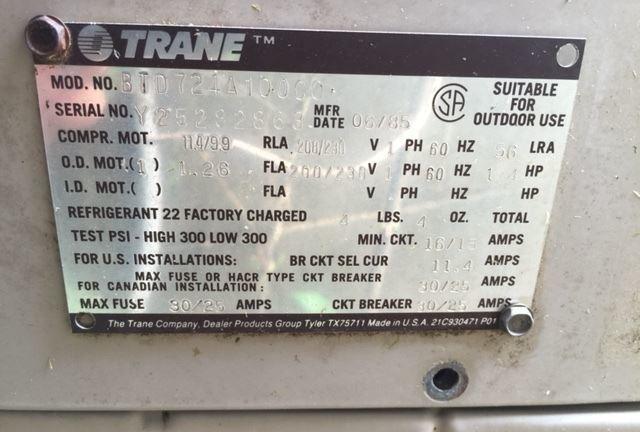 TRANE ™
MOD. NO. BTD724A100C0
SERIAL NO. Y25292863 MFR DATE 06/85
CSA
SUITABLE FOR OUTDOOR USE
COMPR. MOT. 11.4/9.9 RLA 200/230 V 1 PH 60 HZ 56 LRA
O.D. MOT.(1) 1.26 FLA 200/230 V 1 PH 60 HZ HP
I.D. MOT.( ) FLA V PH HZ HP
REFRIGERANT 22 FACTORY CHARGED 4 LBS. 4 OZ. TOTAL
TEST PSI - HIGH 300 LOW 300 MIN. CKT. 16/15 AMPS
FOR U.S. INSTALLATIONS: BR CKT SEL CUR 11.4 AMPS
MAX FUSE OR HACR TYPE CKT BREAKER 30/25 AMPS
FOR CANADIAN INSTALLATION:
MAX FUSE 30/25 AMPS CKT BREAKER 30/25 AMPS
The Trane Company, Dealer Products Group Tyler TX75711 Made in U.S.A. 21C930471 P01